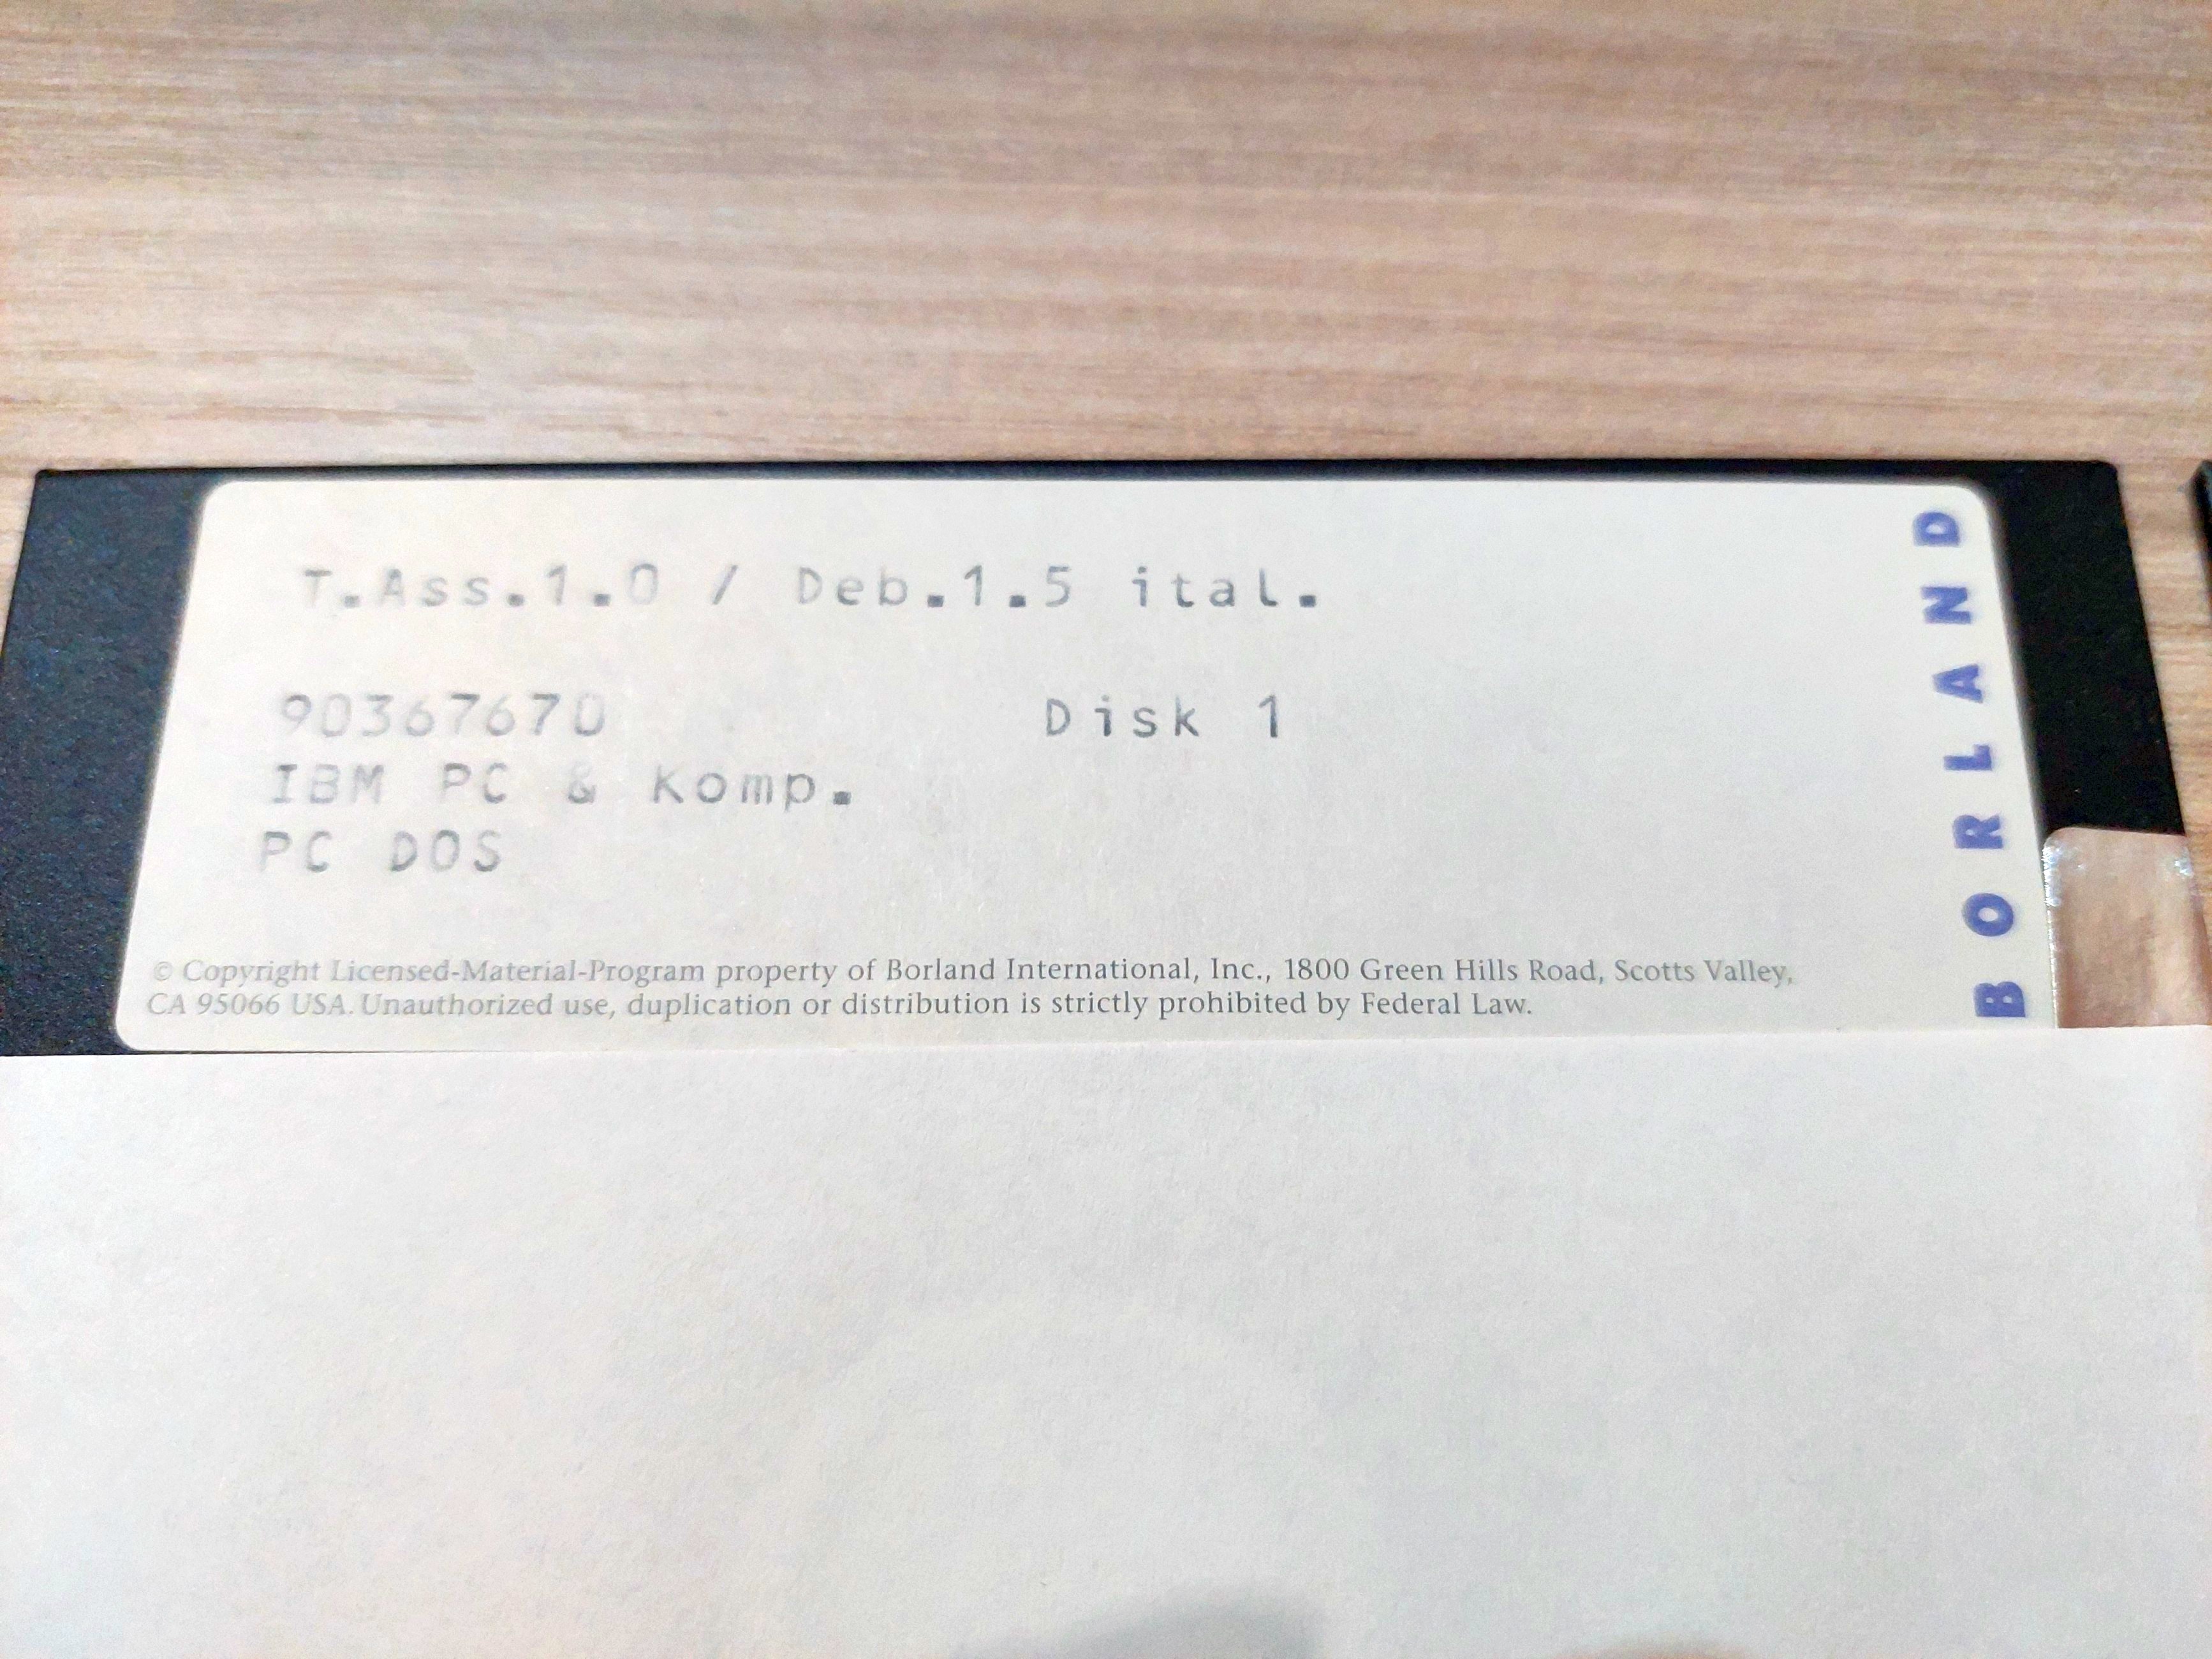 T.Ass.1.0 / Deb.1.5 ital.
90367670 Disk 1
IBM PC & Komp.
PC DOS
© Copyright Licensed-Material-Program property of Borland International, Inc., 1800 Green Hills Road, Scotts Valley,
CA 95066 USA. Unauthorized use, duplication or distribution is strictly prohibited by Federal Law.
BORLAND